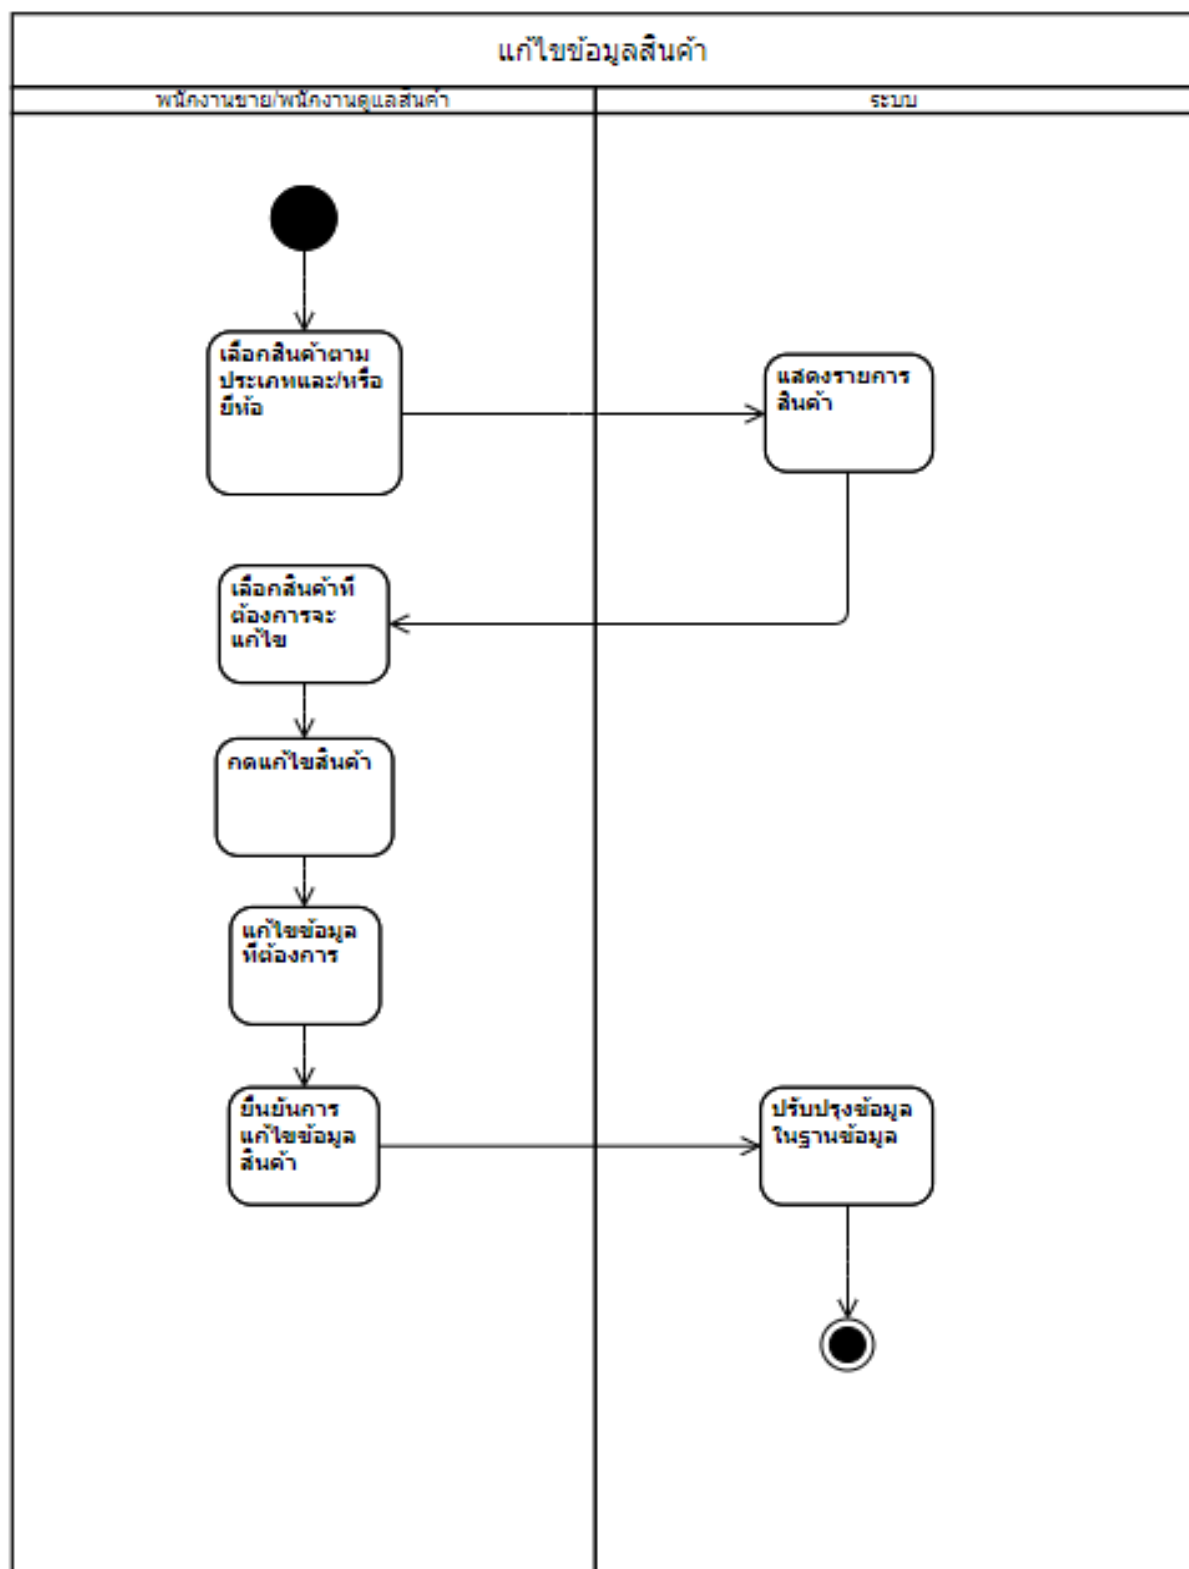 แก้ไขข้อมูลสินค้า
พนักงานขาย/พนักงานดูแลสินค้า
ระบบ
เลือกสินค้าตาม
ประเภทและ/หรือ
ยี่ห้อ
แสดงรายการ
สินค้า
เลือกสินค้าที่
ต้องการจะ
แก้ไข
กดแก้ไขสินค้า
แก้ไขข้อมูล
ที่ต้องการ
ยืนยันการ
แก้ไขข้อมูล
สินค้า
ปรับปรุงข้อมูล
ในฐานข้อมูล